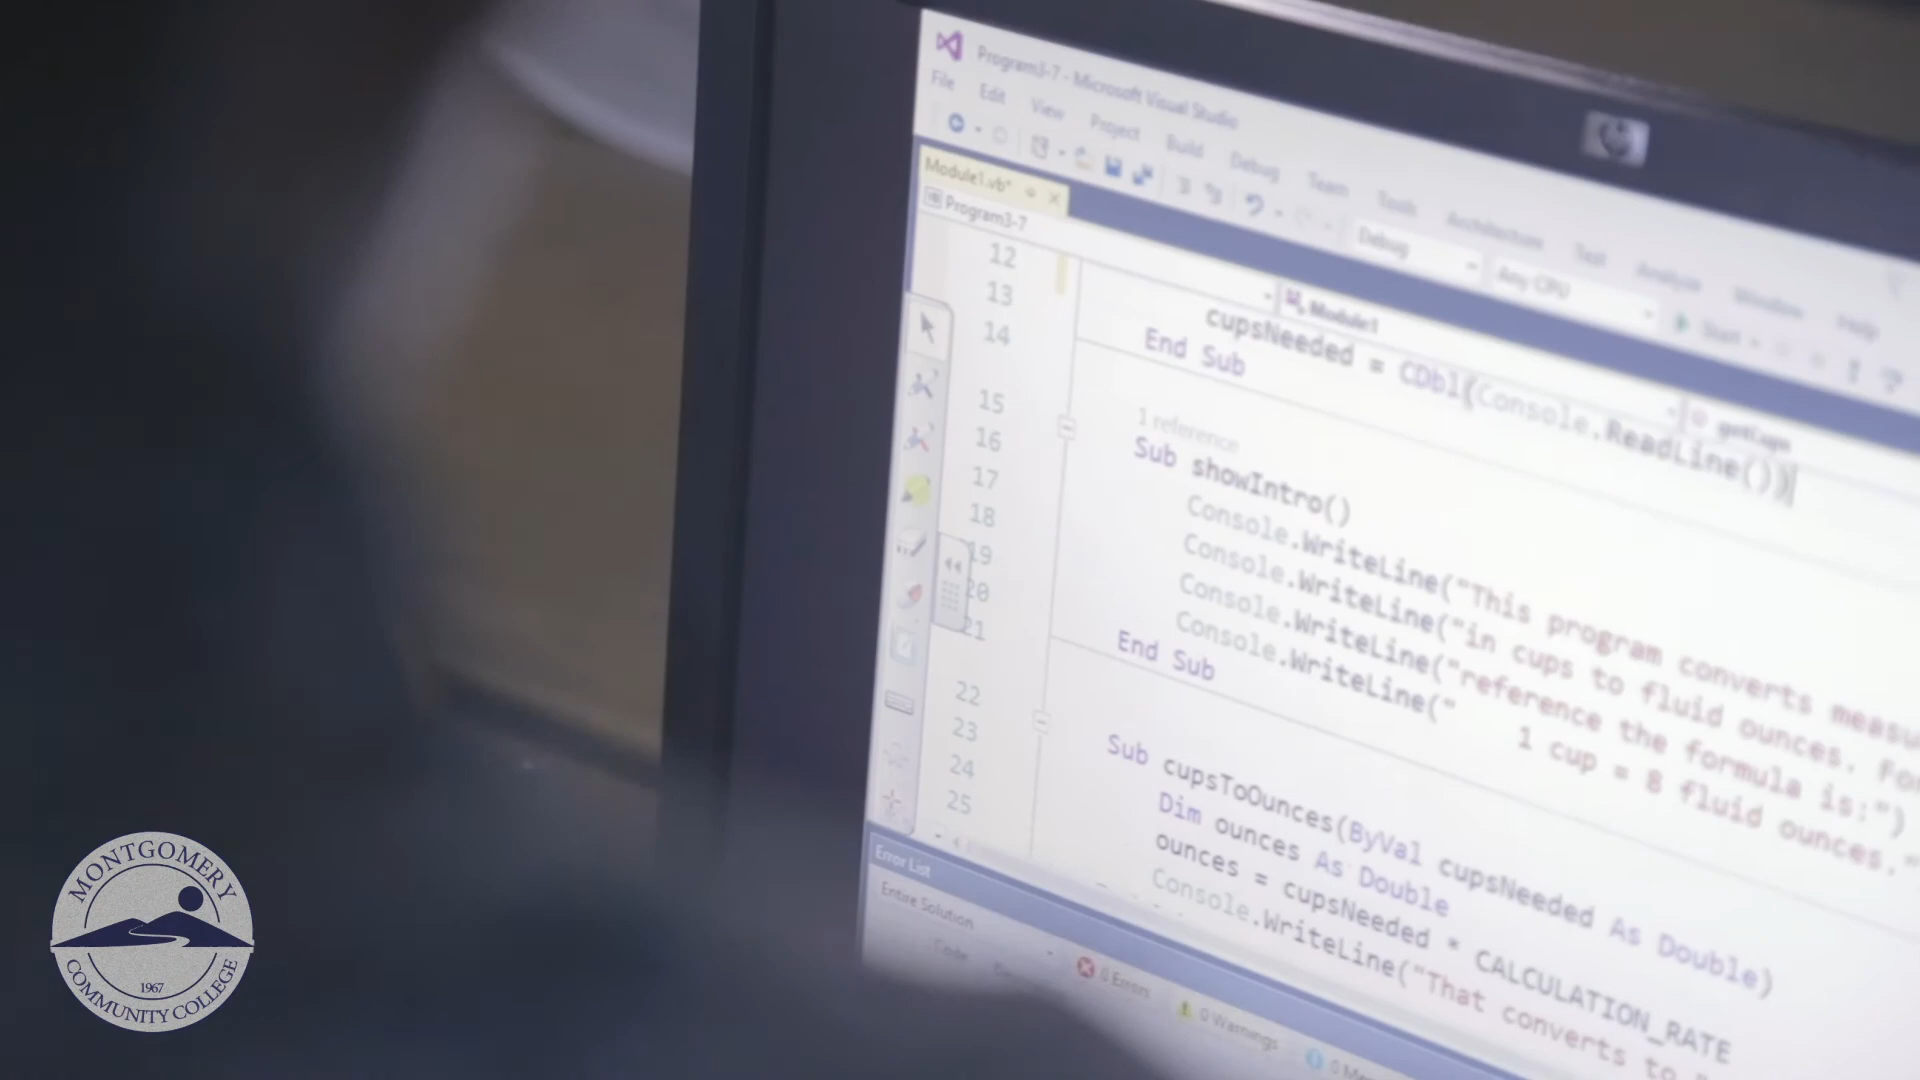 Program3-7 - Microsoft Visual Studio
File Edit View Project Build Debug Team Tools Architecture Test Analyze Window Help
Debug Any CPU Start
Module1.vb*
Program3-7 Module1 getCups
12
13 cupsNeeded = CDbl(Console.ReadLine())
14 End Sub
1 reference
15 Sub showIntro()
16 Console.WriteLine("This program converts
17 Console.WriteLine("in cups to fluid ounces. For
18 Console.WriteLine("reference the formula is:")
19 Console.WriteLine(" 1 cup = 8 fluid ounces."
20 End Sub
21
22 Sub cupsToOunces(ByVal cupsNeeded As Double)
23 Dim ounces As Double
24 ounces = cupsNeeded * CALCULATION_RATE
25 Console.WriteLine("That converts to
Error List
Entire Solution 0 Errors 0 Warnings 0
Code
hp
MONTGOMERY
1967
COMMUNITY COLLEGE